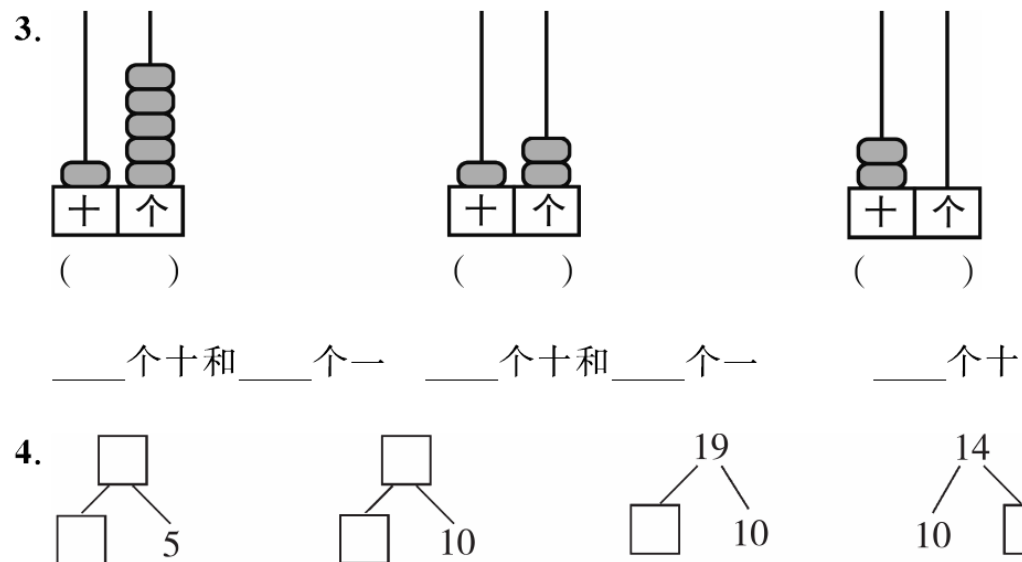 3.
十 个 十 个 十 个
( ) ( ) ( )
____个十和____个一 ____个十和____个一 ____个十
4. □ □ 19 14
□ 5 □ 10 □ 10 10 □